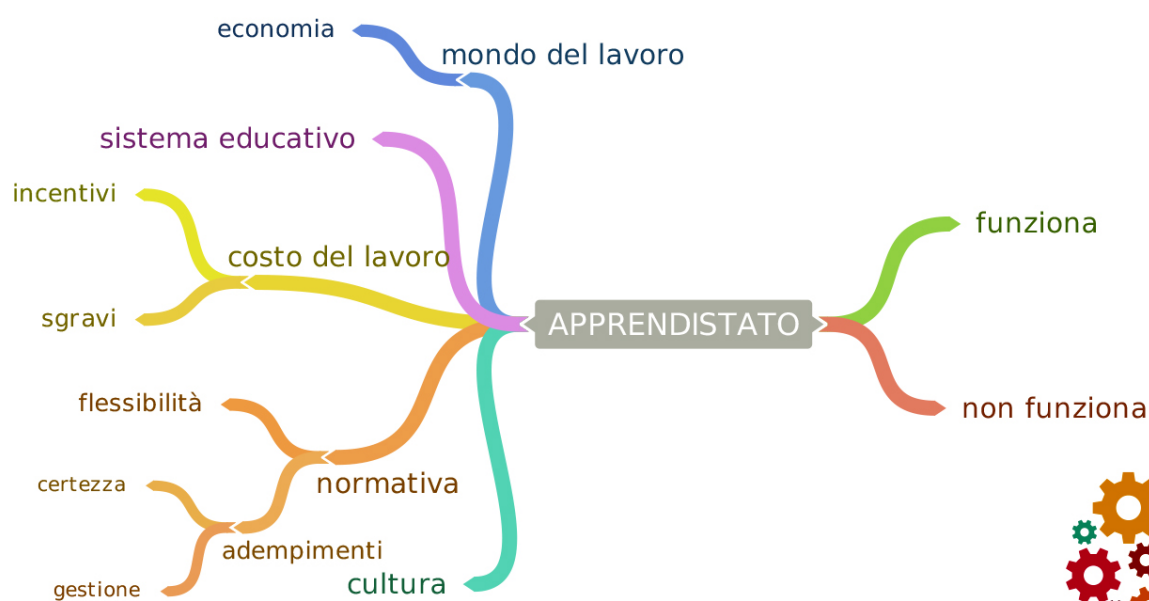 economia
mondo del lavoro
sistema educativo
incentivi
costo del lavoro
sgravi
flessibilità
normativa
certezza
adempimenti
gestione
cultura
APPRENDISTATO
funziona
non funziona